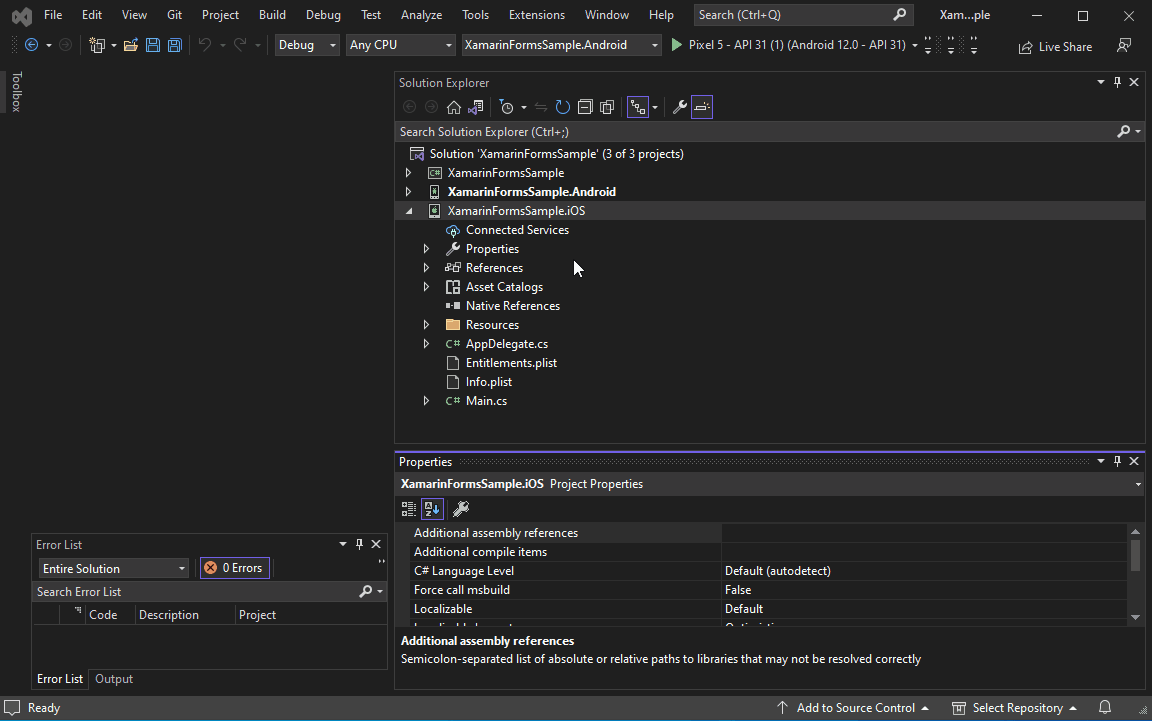 File Edit View Git Project Build Debug Test Analyze Tools Extensions Window Help Search (Ctrl+Q) Xam...ple
Debug Any CPU XamarinFormsSample.Android Pixel 5 - API 31 (1) (Android 12.0 - API 31) Live Share
Toolbox
Solution Explorer
Search Solution Explorer (Ctrl+;)
Solution 'XamarinFormsSample' (3 of 3 projects)
C# XamarinFormsSample
XamarinFormsSample.Android
XamarinFormsSample.iOS
Connected Services
Properties
References
Asset Catalogs
Native References
Resources
C# AppDelegate.cs
Entitlements.plist
Info.plist
C# Main.cs
Properties
XamarinFormsSample.iOS Project Properties
Additional assembly references
Additional compile items
C# Language Level Default (autodetect)
Force call msbuild False
Localizable Default
Additional assembly references
Semicolon-separated list of absolute or relative paths to libraries that may not be resolved correctly
Error List
Entire Solution 0 Errors
Search Error List
Code Description Project
Error List Output
Ready Add to Source Control Select Repository